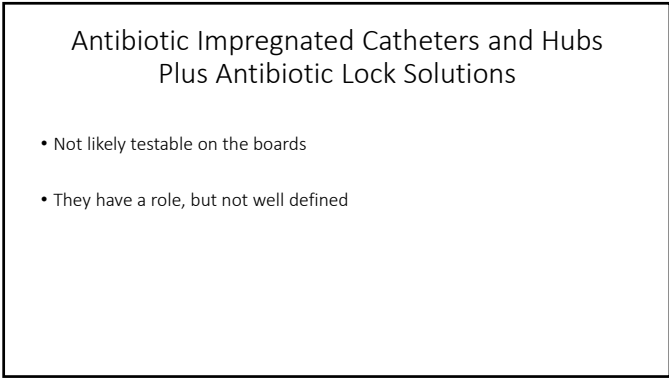 Antibiotic Impregnated Catheters and Hubs
Plus Antibiotic Lock Solutions
• Not likely testable on the boards
• They have a role, but not well defined